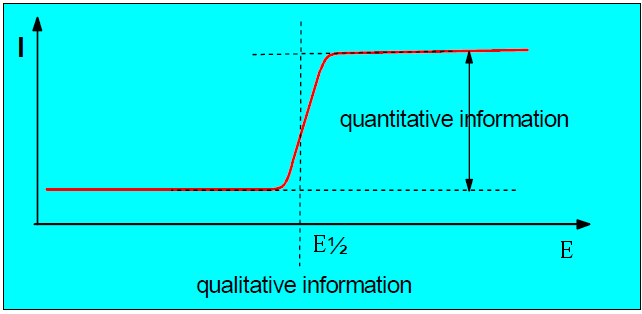 I
quantitative information
E½
E
qualitative information